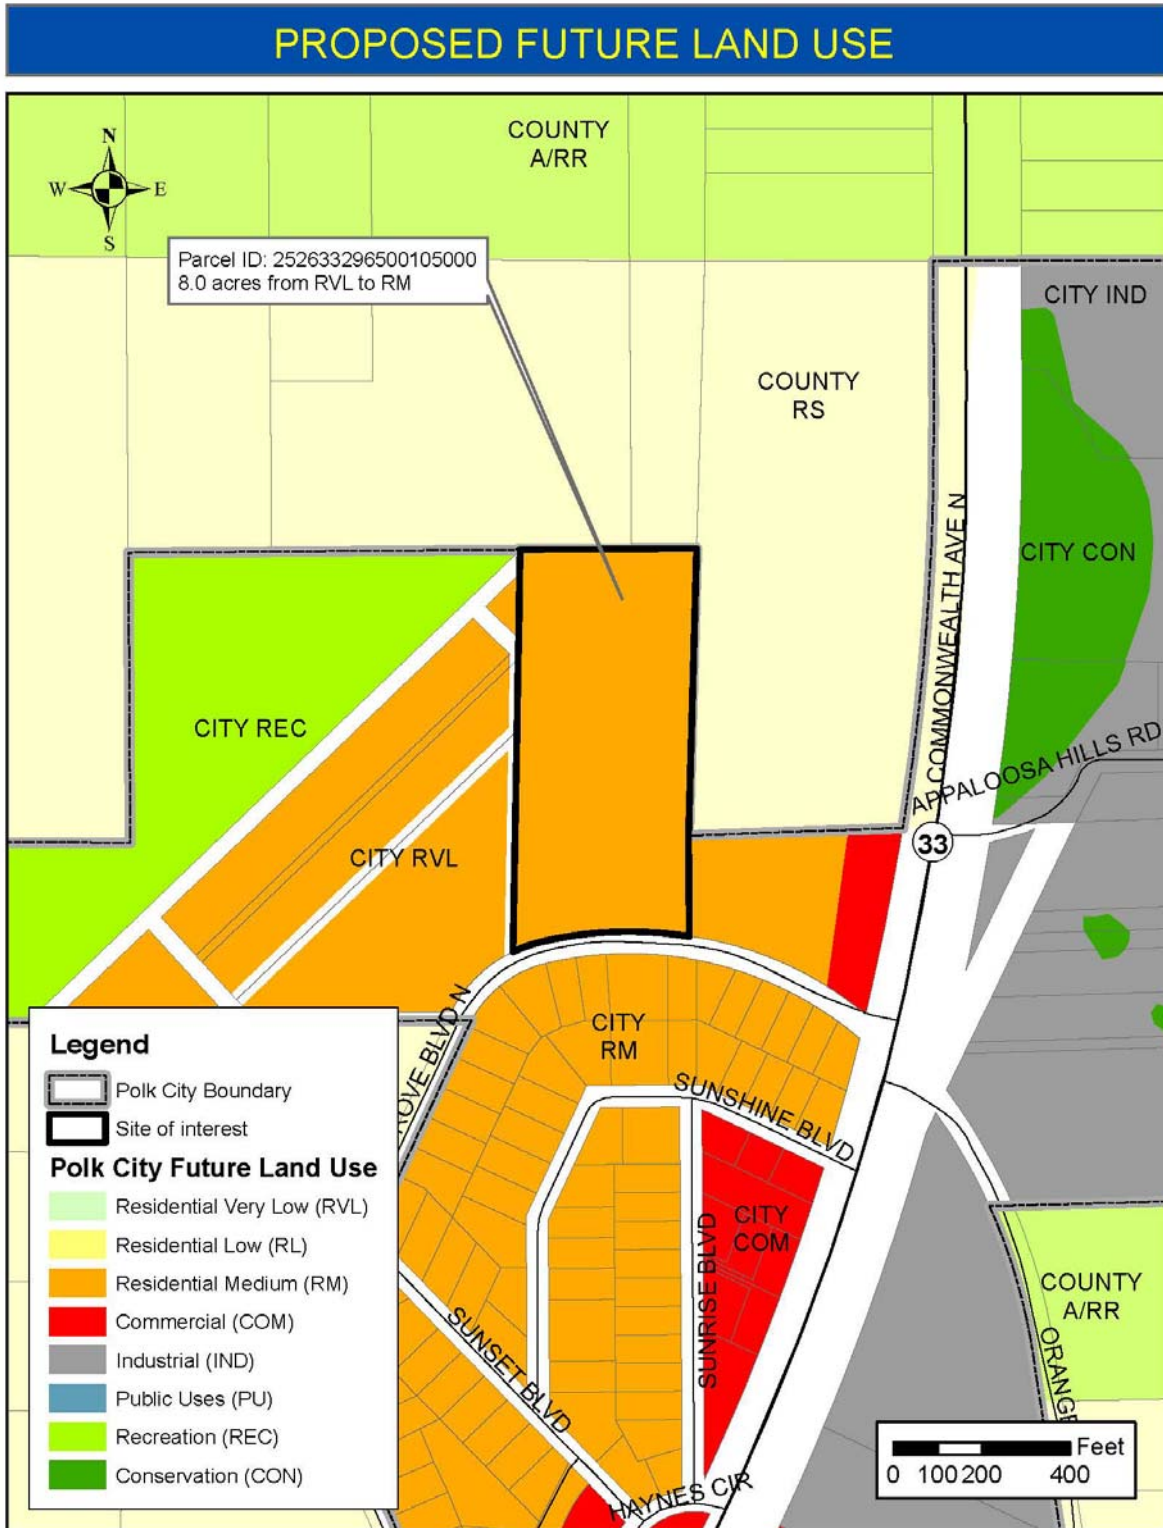 PROPOSED FUTURE LAND USE
COUNTY
A/RR
N
W
E
S
Parcel ID: 252633296500105000
8.0 acres from RVL to RM
CITY IND
COUNTY
RS
COMMONWEALTH AVE N
CITY CON
CITY REC
APPALOOSA HILLS RD
33
CITY RVL
CITY
RM
ROVE BLVD N
SUNSHINE BLVD
CITY
COM
SUNRISE BLVD
SUNSET BLVD
COUNTY
A/RR
ORANGE
HAYNES CIR
Legend
Polk City Boundary
Site of interest
Polk City Future Land Use
Residential Very Low (RVL)
Residential Low (RL)
Residential Medium (RM)
Commercial (COM)
Industrial (IND)
Public Uses (PU)
Recreation (REC)
Conservation (CON)
Feet
0 100 200 400